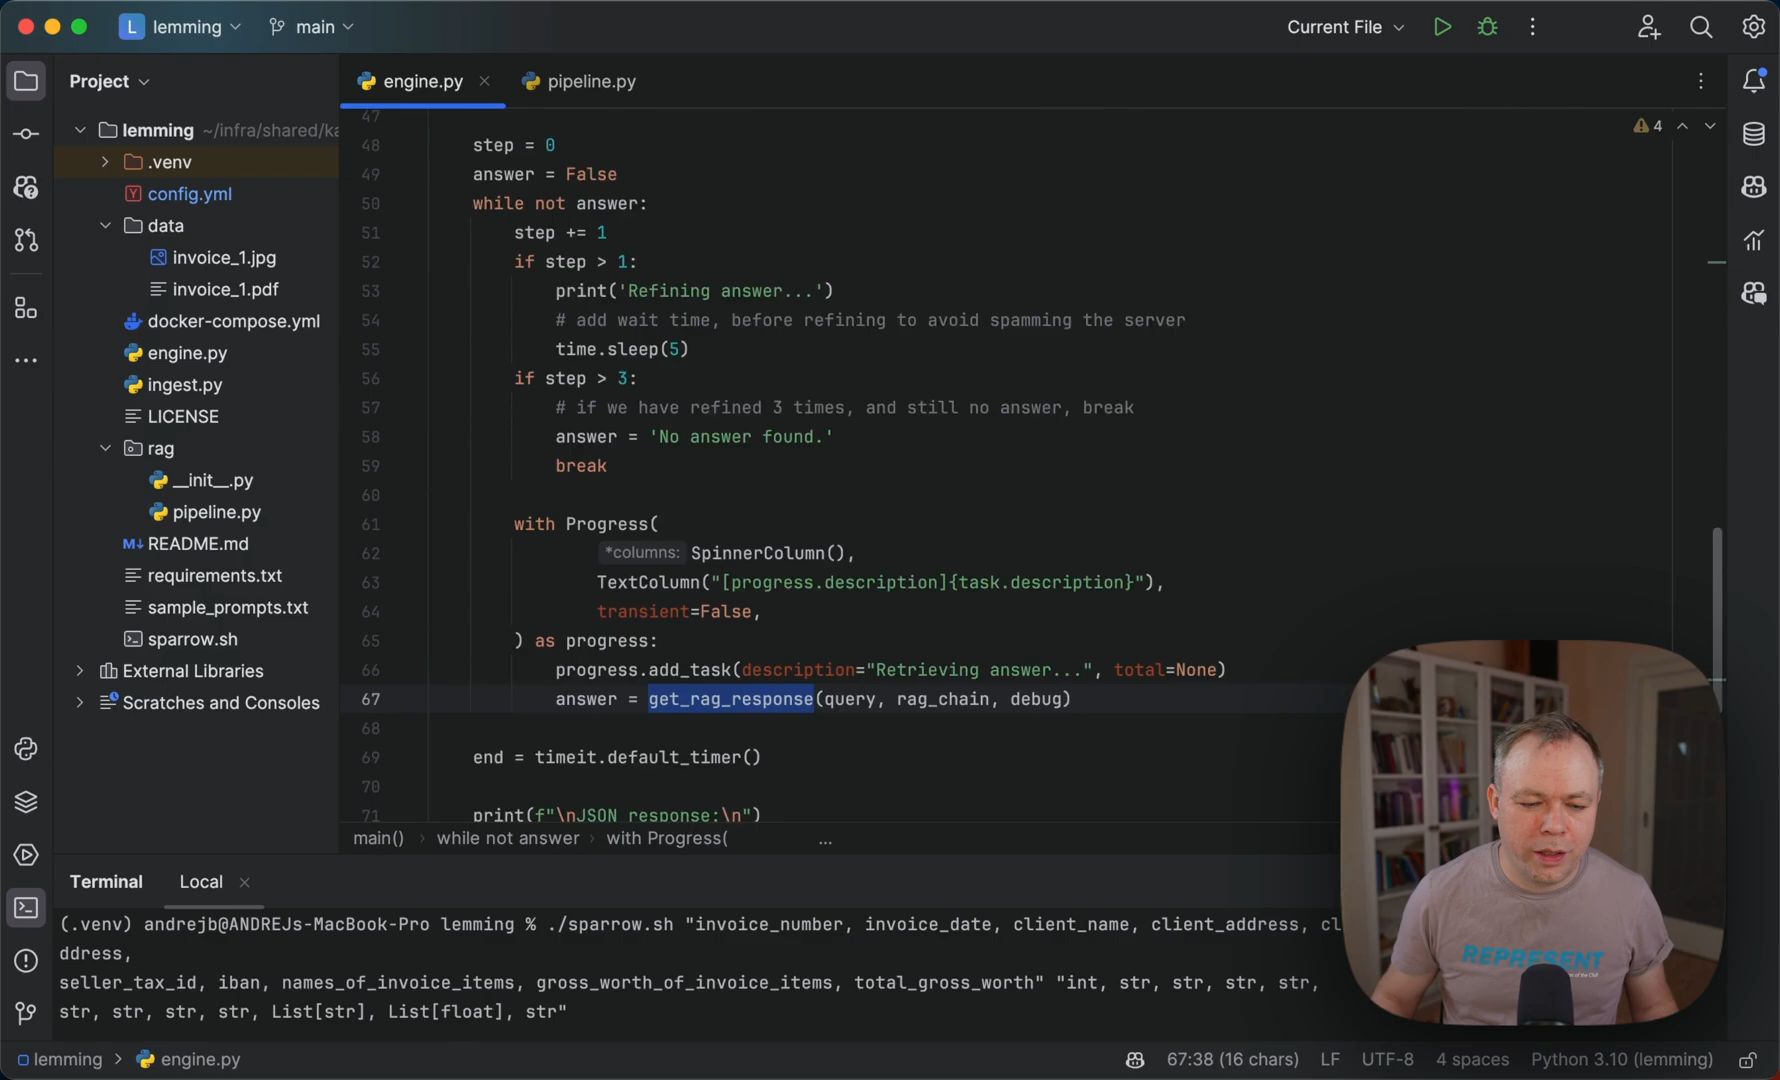 L lemming main Current File
Project
engine.py pipeline.py
lemming ~/infra/shared/ka
.venv
config.yml
data
invoice_1.jpg
invoice_1.pdf
docker-compose.yml
engine.py
ingest.py
LICENSE
rag
__init__.py
pipeline.py
README.md
requirements.txt
sample_prompts.txt
sparrow.sh
External Libraries
Scratches and Consoles
4
47
48 step = 0
49 answer = False
50 while not answer:
51 step += 1
52 if step > 1:
53 print('Refining answer...')
54 # add wait time, before refining to avoid spamming the server
55 time.sleep(5)
56 if step > 3:
57 # if we have refined 3 times, and still no answer, break
58 answer = 'No answer found.'
59 break
60
61 with Progress(
62 *columns: SpinnerColumn(),
63 TextColumn("[progress.description]{task.description}"),
64 transient=False,
65 ) as progress:
66 progress.add_task(description="Retrieving answer...", total=None)
67 answer = get_rag_response(query, rag_chain, debug)
68
69 end = timeit.default_timer()
70
71 print(f"\nJSON response:\n")
main() › while not answer › with Progress( ...
Terminal Local
(.venv) andrejb@ANDREJs-MacBook-Pro lemming % ./sparrow.sh "invoice_number, invoice_date, client_name, client_address, cl
ddress,
seller_tax_id, iban, names_of_invoice_items, gross_worth_of_invoice_items, total_gross_worth" "int, str, str, str, str,
str, str, str, str, List[str], List[float], str"
REPRESENT
lemming > engine.py 67:38 (16 chars) LF UTF-8 4 spaces Python 3.10 (lemming)